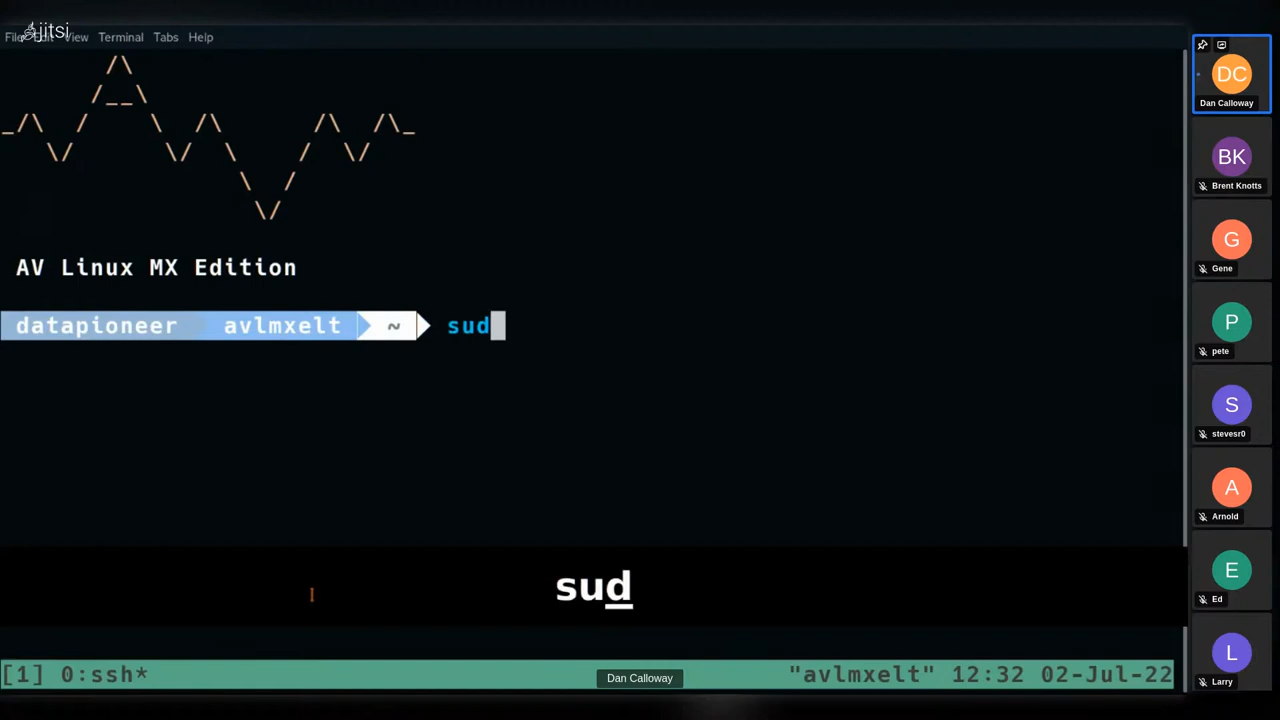 jitsi
File Edit View Terminal Tabs Help
AV Linux MX Edition
datapioneer avlmxelt ~ sud
sud
[1] 0:ssh* "avlmxelt" 12:32 02-Jul-22
Dan Calloway
DC
Dan Calloway
BK
Brent Knotts
G
Gene
P
pete
S
stevesr0
A
Arnold
E
Ed
L
Larry